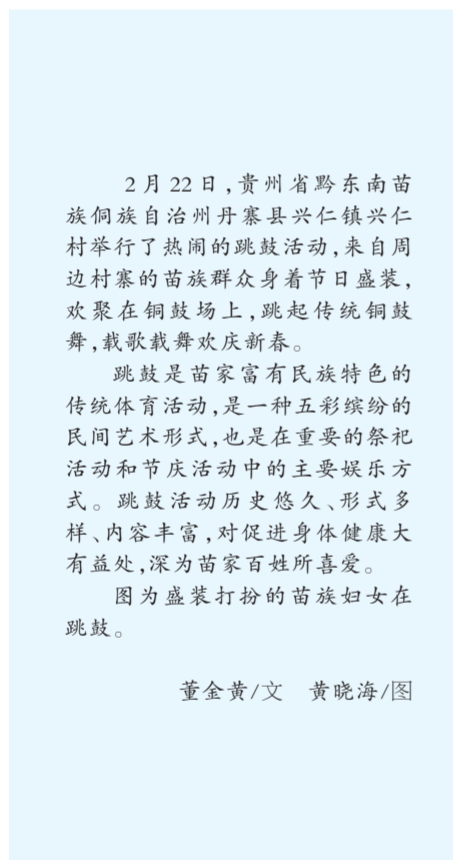 2月22日,贵州省黔东南苗
族侗族自治州丹寨县兴仁镇兴仁
村举行了热闹的跳鼓活动,来自周
边村寨的苗族群众身着节日盛装,
欢聚在铜鼓场上,跳起传统铜鼓
舞,载歌载舞欢庆新春。
跳鼓是苗家富有民族特色的
传统体育活动,是一种五彩缤纷的
民间艺术形式,也是在重要的祭祀
活动和节庆活动中的主要娱乐方
式。跳鼓活动历史悠久、形式多
样、内容丰富,对促进身体健康大
有益处,深为苗家百姓所喜爱。
图为盛装打扮的苗族妇女在
跳鼓。
董金黄/文 黄晓海/图